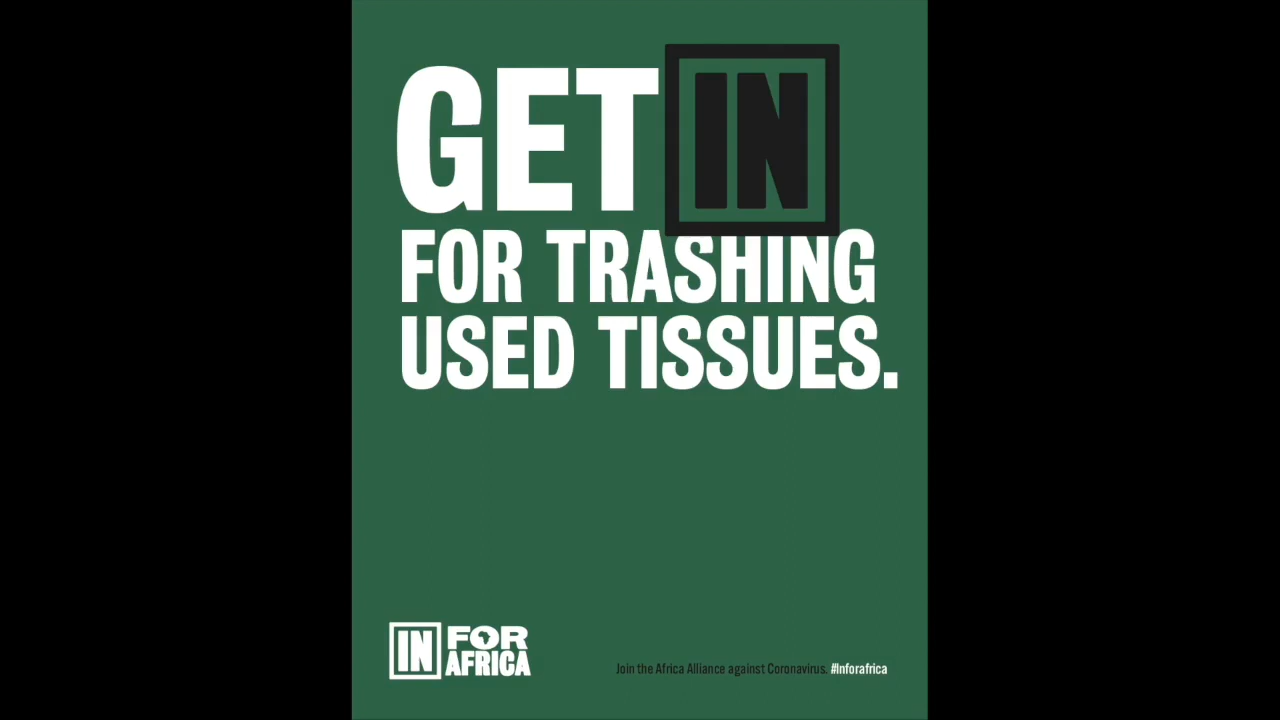 GET IN
FOR TRASHING
USED TISSUES.
IN FOR
AFRICA
Join the Africa Alliance against Coronavirus. #Inforafrica